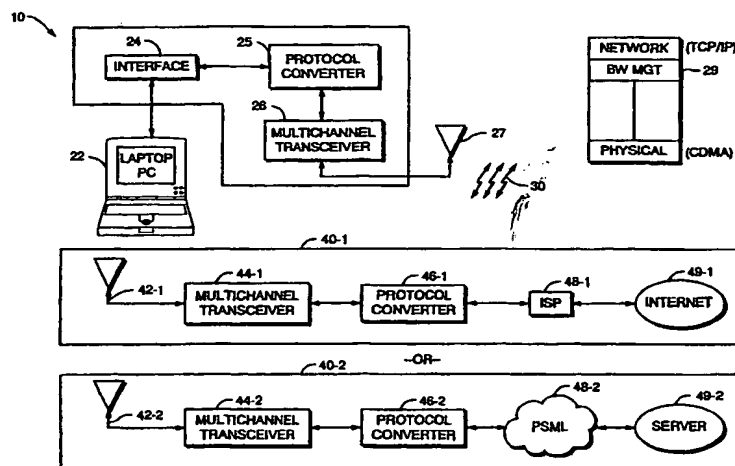 10
24
INTERFACE
25
PROTOCOL
CONVERTER
26
MULTICHANNEL
TRANSCEIVER
27
22
LAPTOP
PC
30
NETWORK (TCP/IP)
BW MGT
29
PHYSICAL (CDMA)
40-1
42-1
44-1
MULTICHANNEL
TRANSCEIVER
46-1
PROTOCOL
CONVERTER
48-1
ISP
49-1
INTERNET
40-2
-OR-
42-2
44-2
MULTICHANNEL
TRANSCEIVER
46-2
PROTOCOL
CONVERTER
48-2
PSML
49-2
SERVER